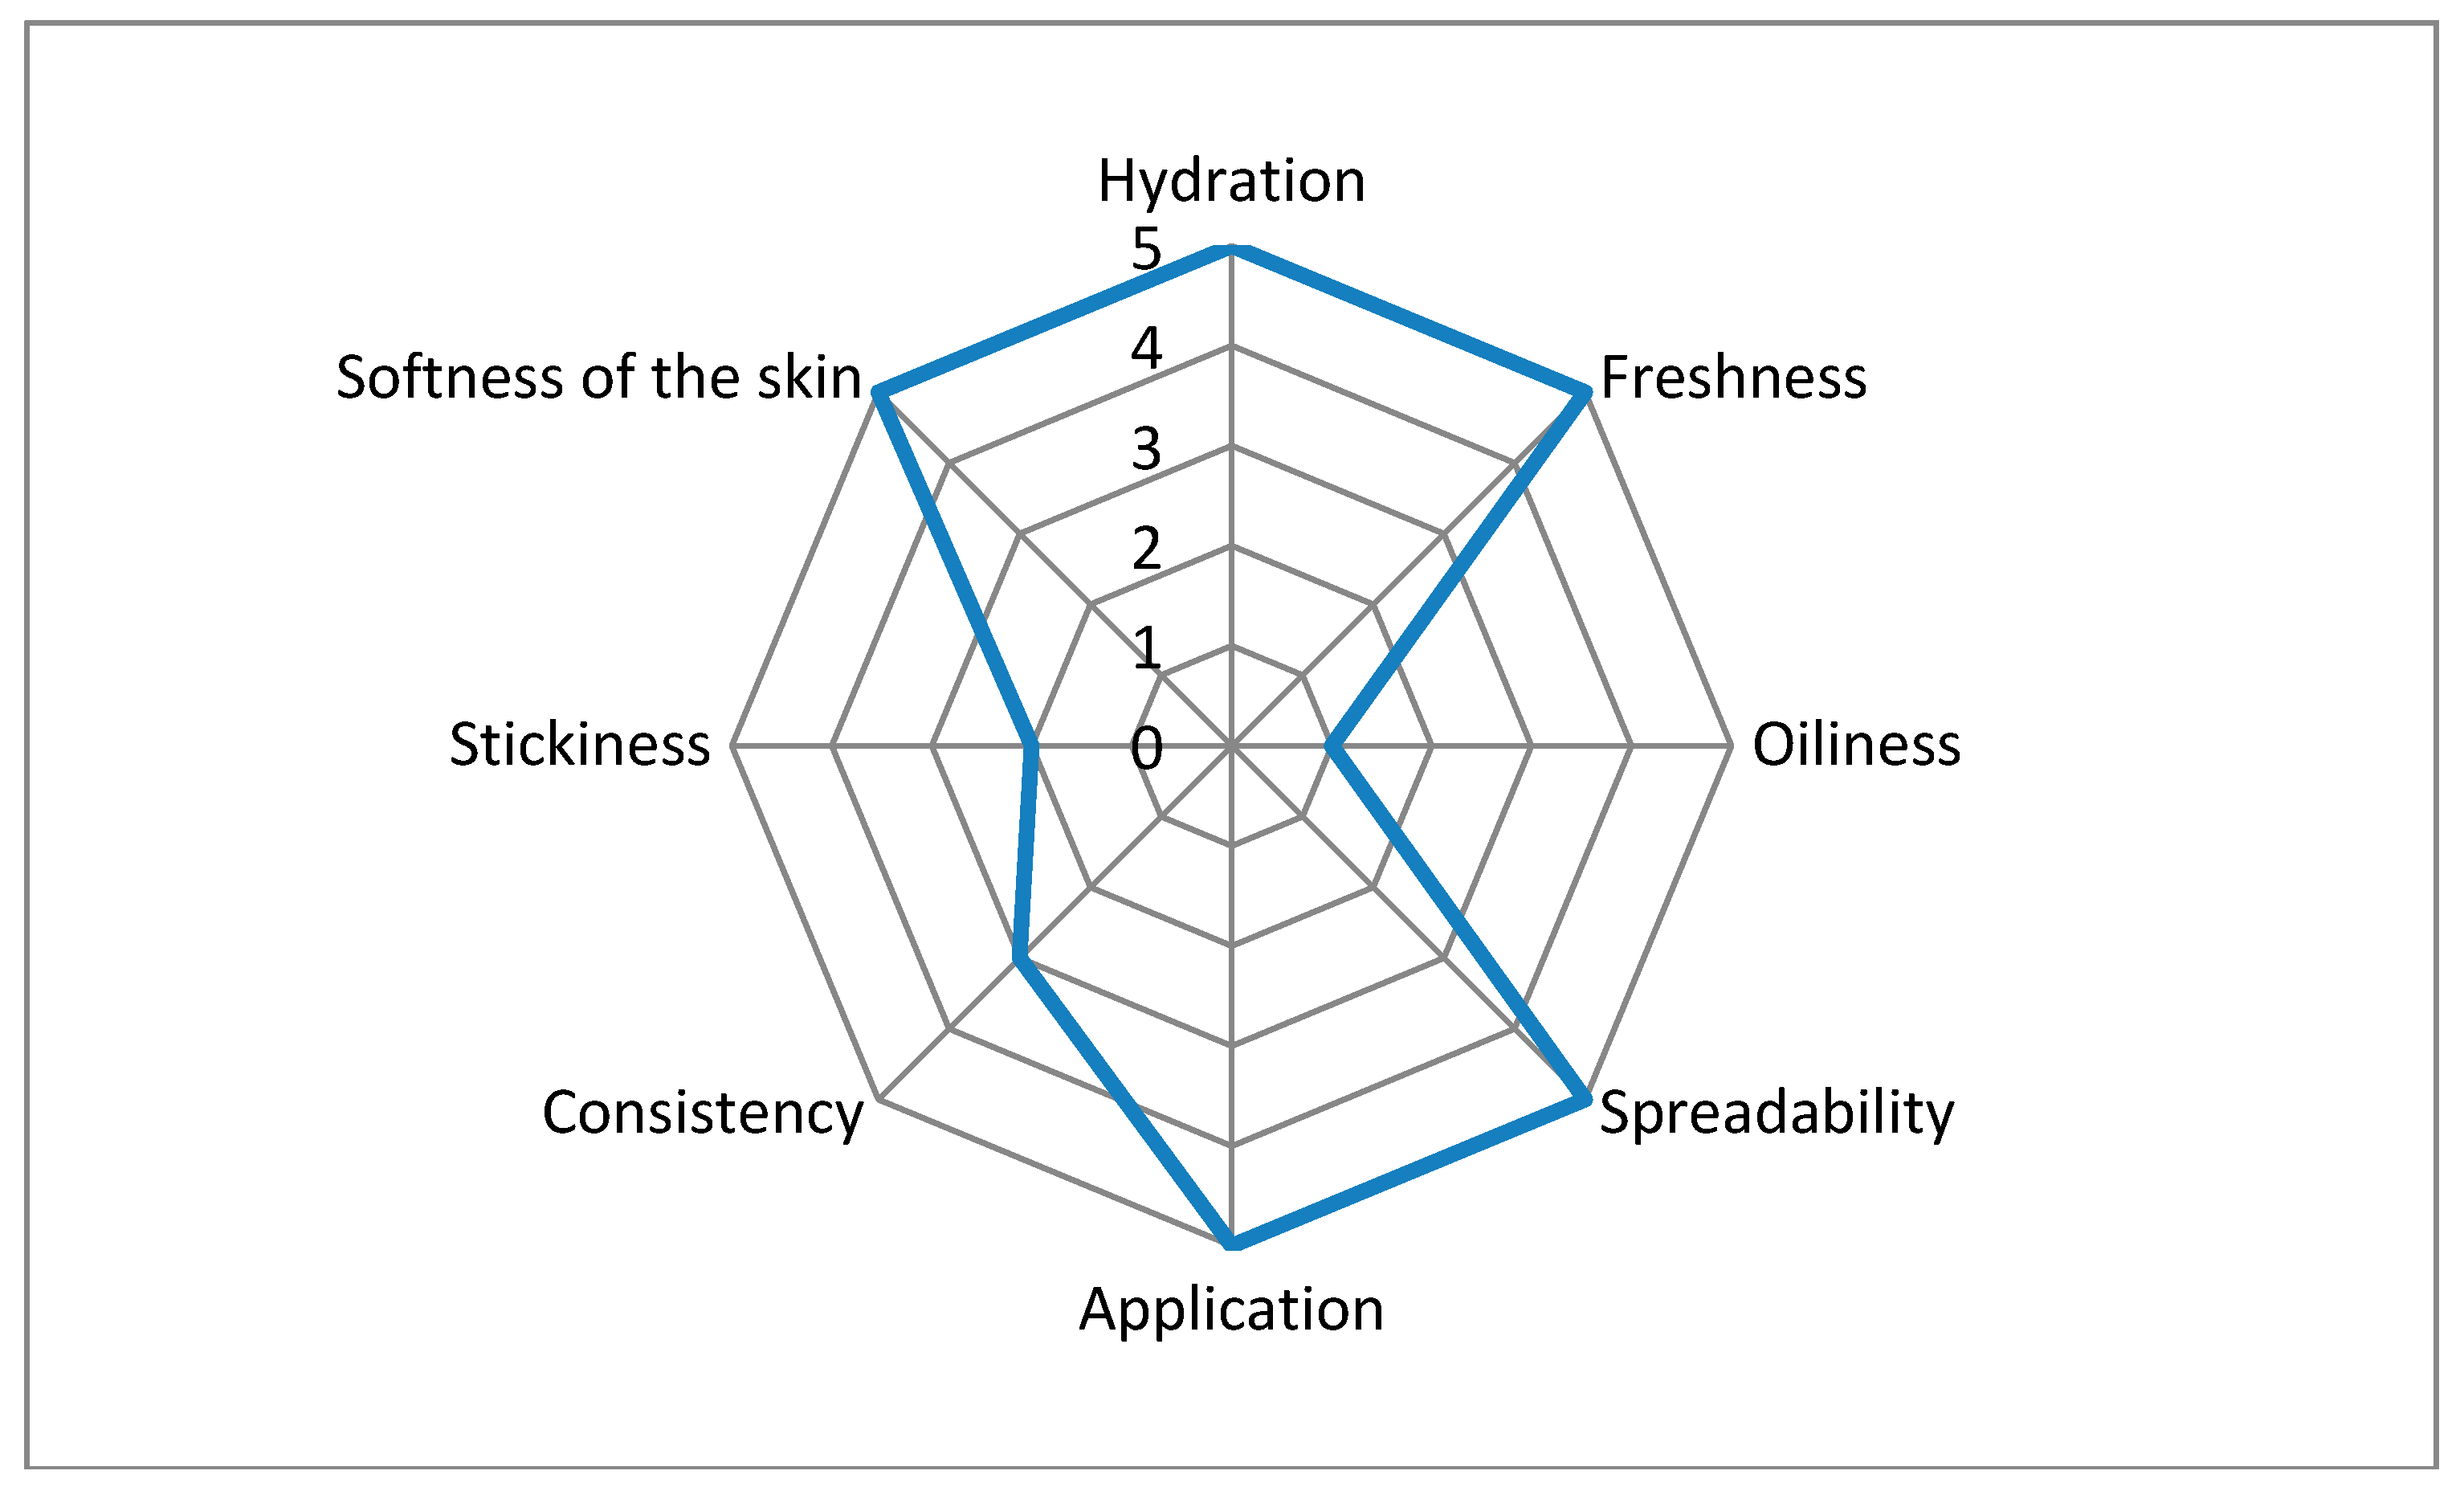 Hydration
5
Softness of the skin
4
Freshness
3
2
1
Stickiness
0
Oiliness
Consistency
Spreadability
Application